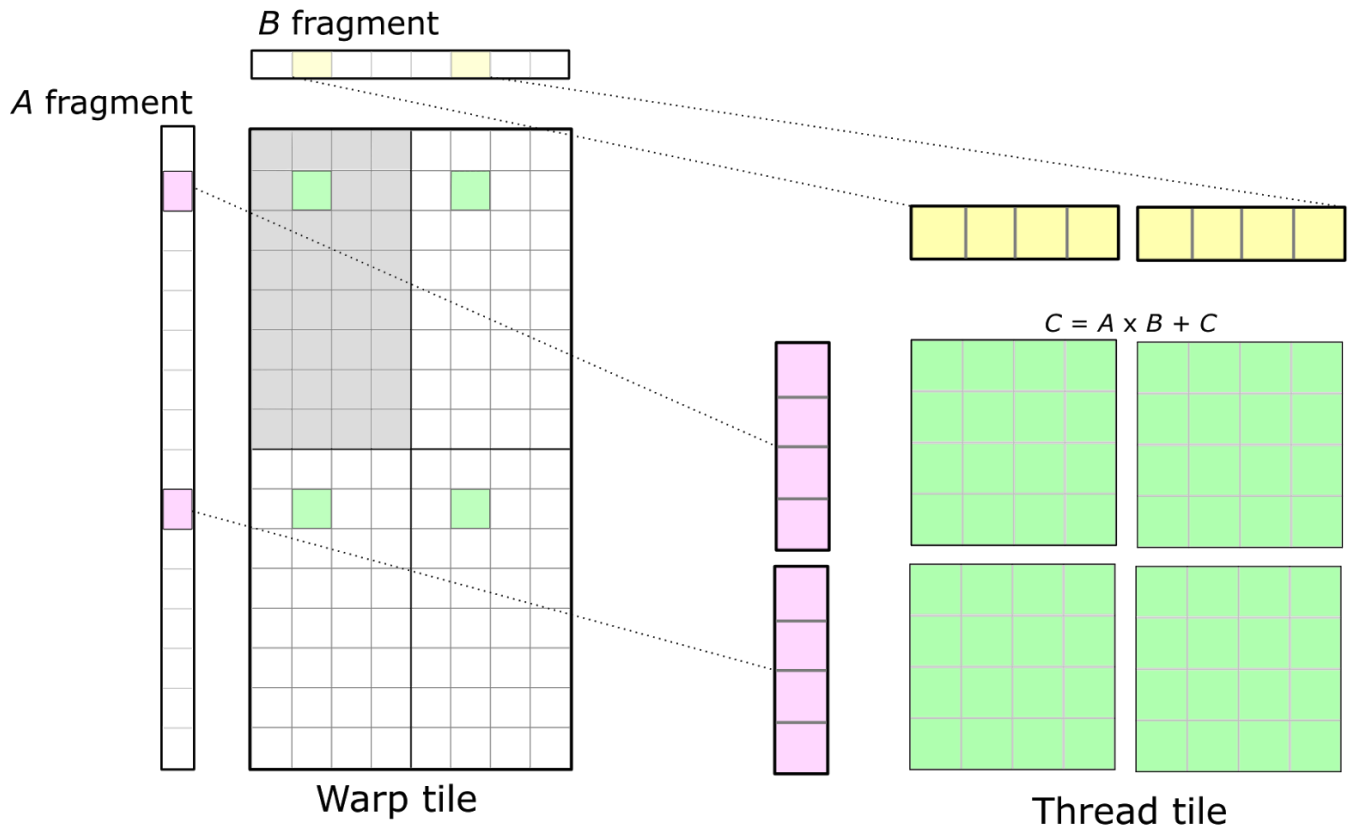 B fragment
A fragment
C = A x B + C
Warp tile
Thread tile